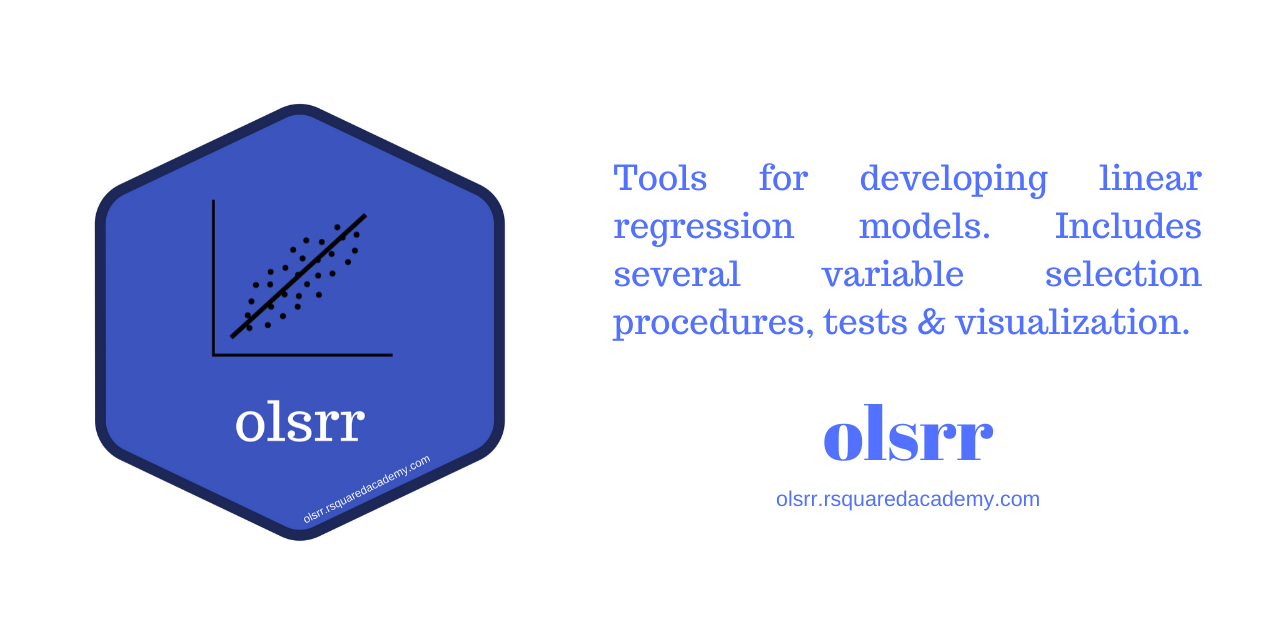 olsrr
olsrr.rsquaredacademy.com
Tools for developing linear
regression models. Includes
several variable selection
procedures, tests & visualization.
olsrr
olsrr.rsquaredacademy.com